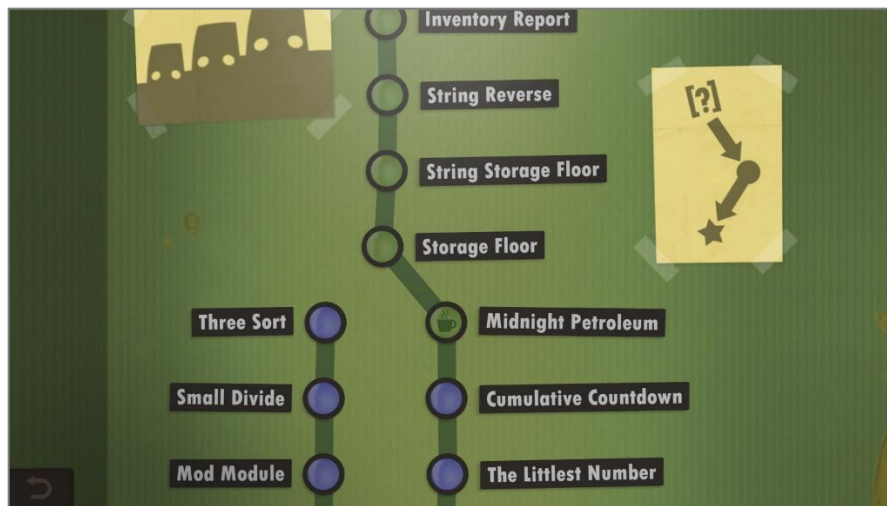 Inventory Report
String Reverse
[?]
String Storage Floor
Storage Floor
Three Sort
Midnight Petroleum
Small Divide
Cumulative Countdown
Mod Module
The Littlest Number